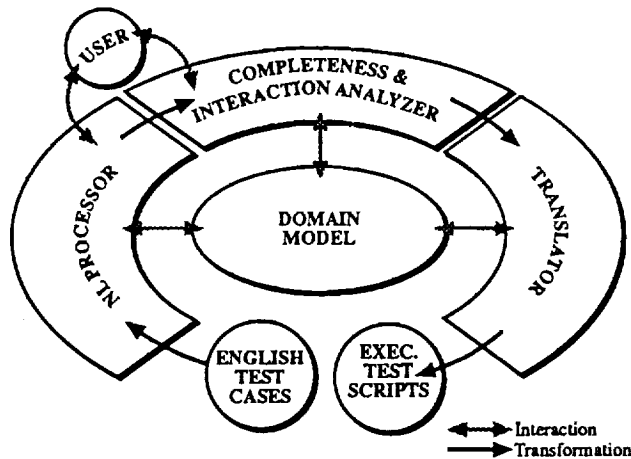 USER
COMPLETENESS &
INTERACTION ANALYZER
NL PROCESSOR
TRANSLATOR
DOMAIN
MODEL
ENGLISH
TEST
CASES
EXEC.
TEST
SCRIPTS
Interaction
Transformation